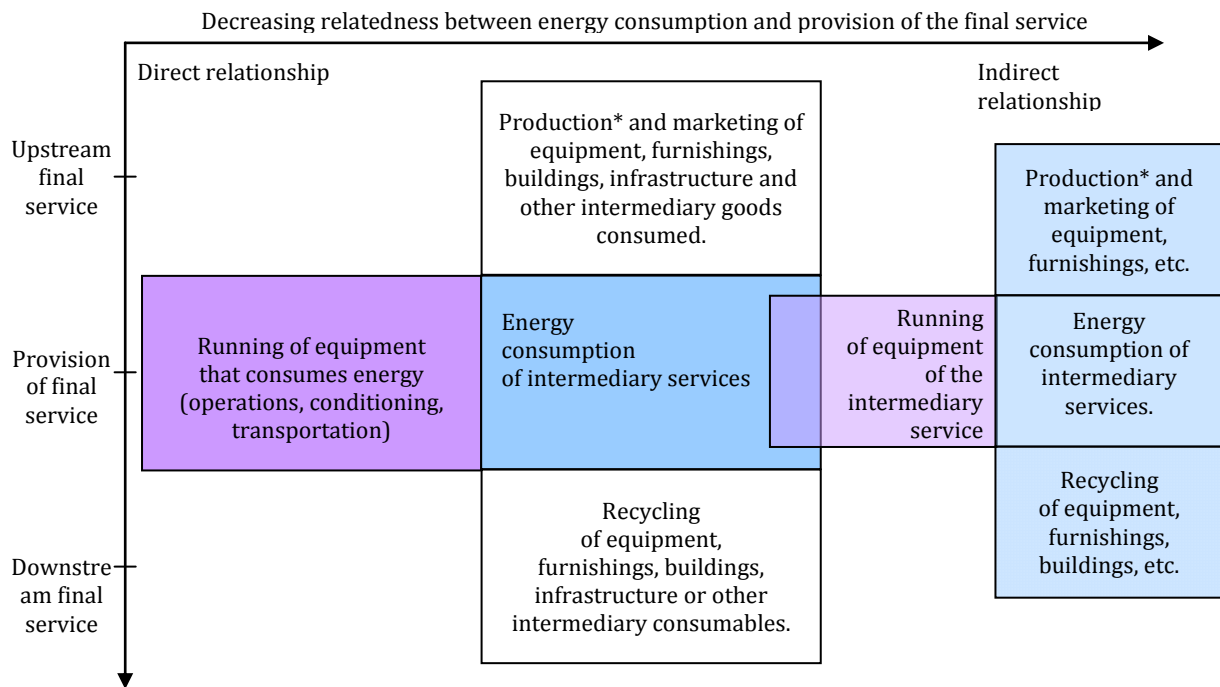 Decreasing relatedness between energy consumption and provision of the final service
Direct relationship
Indirect
relationship
Upstream
final
service
Production* and marketing of
equipment, furnishings,
buildings, infrastructure and
other intermediary goods
consumed.
Production* and
marketing of
equipment,
furnishings, etc.
Provision
of final
service
Running of equipment
that consumes energy
(operations, conditioning,
transportation)
Energy
consumption
of intermediary services
Running
of equipment
of the
intermediary
service
Energy
consumption of
intermediary
services.
Downstre
am final
service
Recycling
of equipment,
furnishings, buildings,
infrastructure or other
intermediary consumables.
Recycling
of equipment,
furnishings,
buildings, etc.